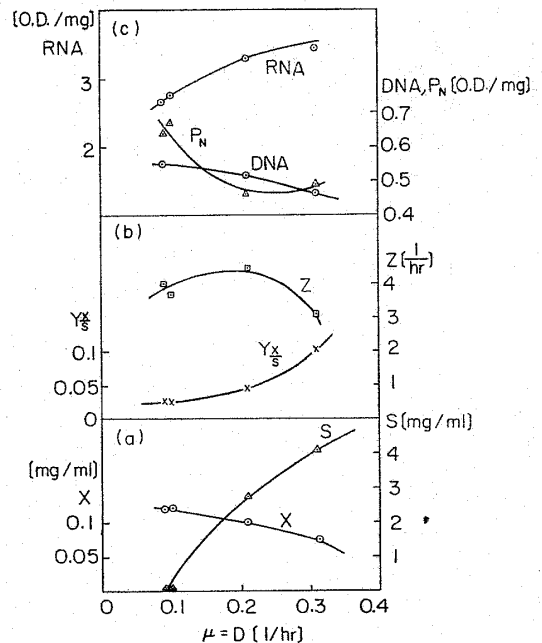 [O.D./mg]
RNA
(c)
3
2
RNA
P_N
DNA
DNA, P_N [O.D./mg]
0.7
0.6
0.5
0.4
(b)
Y x/s
0.1
0.05
0
Z
Y x/s
Z [1/hr]
4
3
2
1
(a)
[mg/ml]
X
0.1
0.05
S
X
S [mg/ml]
4
3
2
1
0 0.1 0.2 0.3 0.4
μ = D [1/hr]